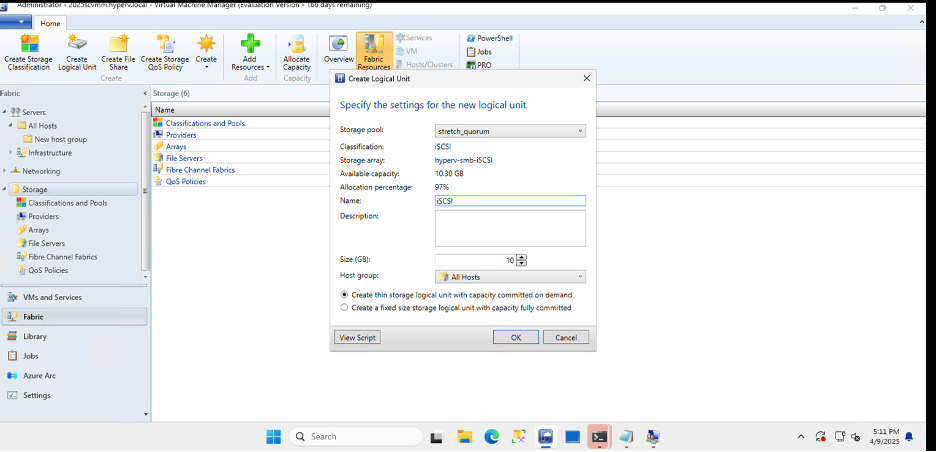 Administrator - 2025scvmm.hyperv.local - Virtual Machine Manager (Evaluation Version - 166 days remaining)
Home
Create Storage Classification
Create Logical Unit
Create File Share
Create Storage QoS Policy
Create
Create
Add Resources
Add
Allocate Capacity
Capacity
Overview
Fabric Resources
Services
VM
Hosts/Clusters
PowerShell
Jobs
PRO
Fabric
Servers
All Hosts
New host group
Infrastructure
Networking
Storage
Classifications and Pools
Providers
Arrays
File Servers
Fibre Channel Fabrics
QoS Policies
VMs and Services
Fabric
Library
Jobs
Azure Arc
Settings
Storage (6)
Name
Classifications and Pools
Providers
Arrays
File Servers
Fibre Channel Fabrics
QoS Policies
Create Logical Unit
Specify the settings for the new logical unit
Storage pool: stretch_quorum
Classification: iSCSI
Storage array: hyperv-smb-iSCSI
Available capacity: 10.30 GB
Allocation percentage: 97%
Name: iSCSI
Description:
Size (GB): 10
Host group: All Hosts
Create thin storage logical unit with capacity committed on demand
Create a fixed size storage logical unit with capacity fully committed
View Script OK Cancel
Search
5:11 PM
4/9/2025